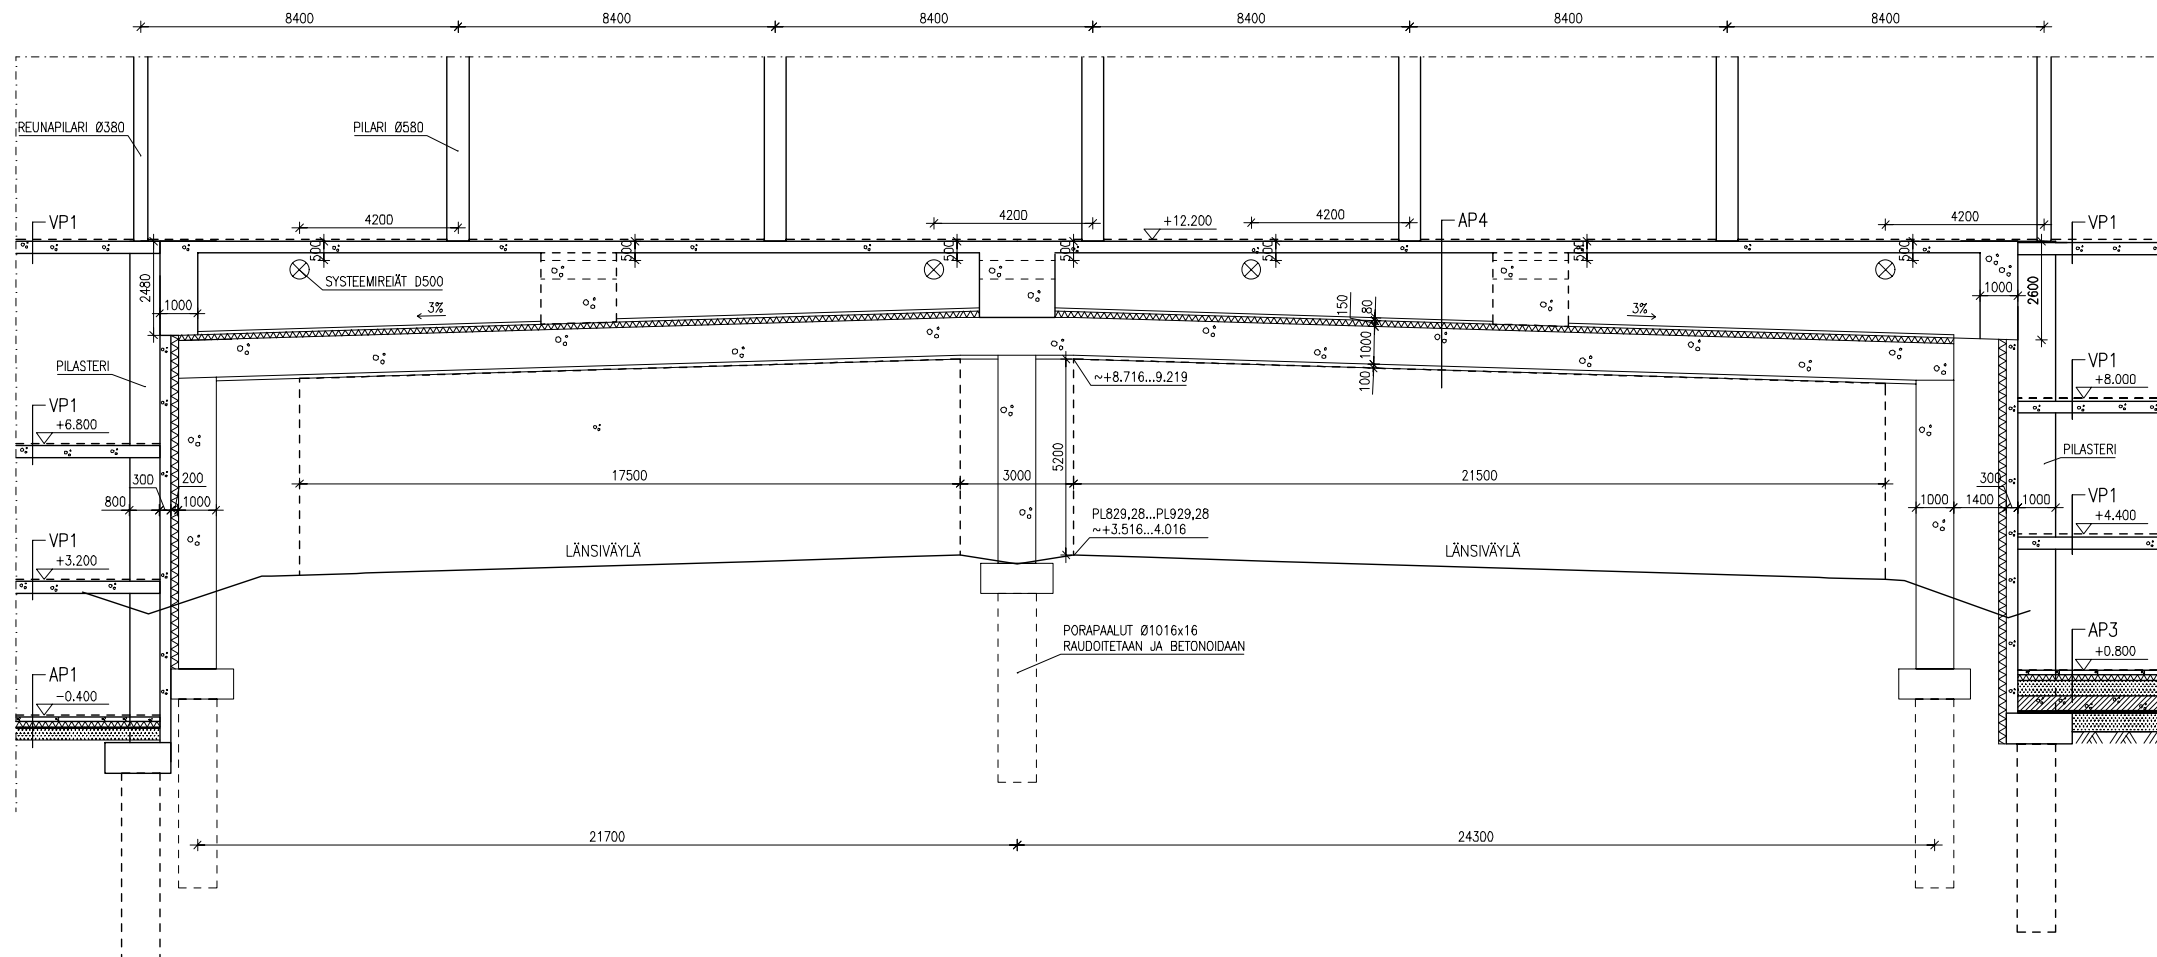 8400 8400 8400 8400 8400 8400
REUNAPILARI Ø380
PILARI Ø580
VP1
4200
4200
+12.200
4200
AP4
4200
VP1
500 500 500 500 500 500 500
2480
SYSTEEMIREIÄT D500
1000
3%
150
80
3%
1000
2600
PILASTERI
1000
100
~+8.716...9.219
VP1
+8.000
VP1
+6.800
5200
PILASTERI
300 200
17500 3000 21500
300
800 1000
1000 1400 1000
VP1
+4.400
PL829,28...PL929,28
~+3.516...4.016
VP1
+3.200
LÄNSIVÄYLÄ
LÄNSIVÄYLÄ
PORAPAALUT Ø1016x16
RAUDOITETAAN JA BETONOIDAAN
AP3
+0.800
AP1
-0.400
21700 24300